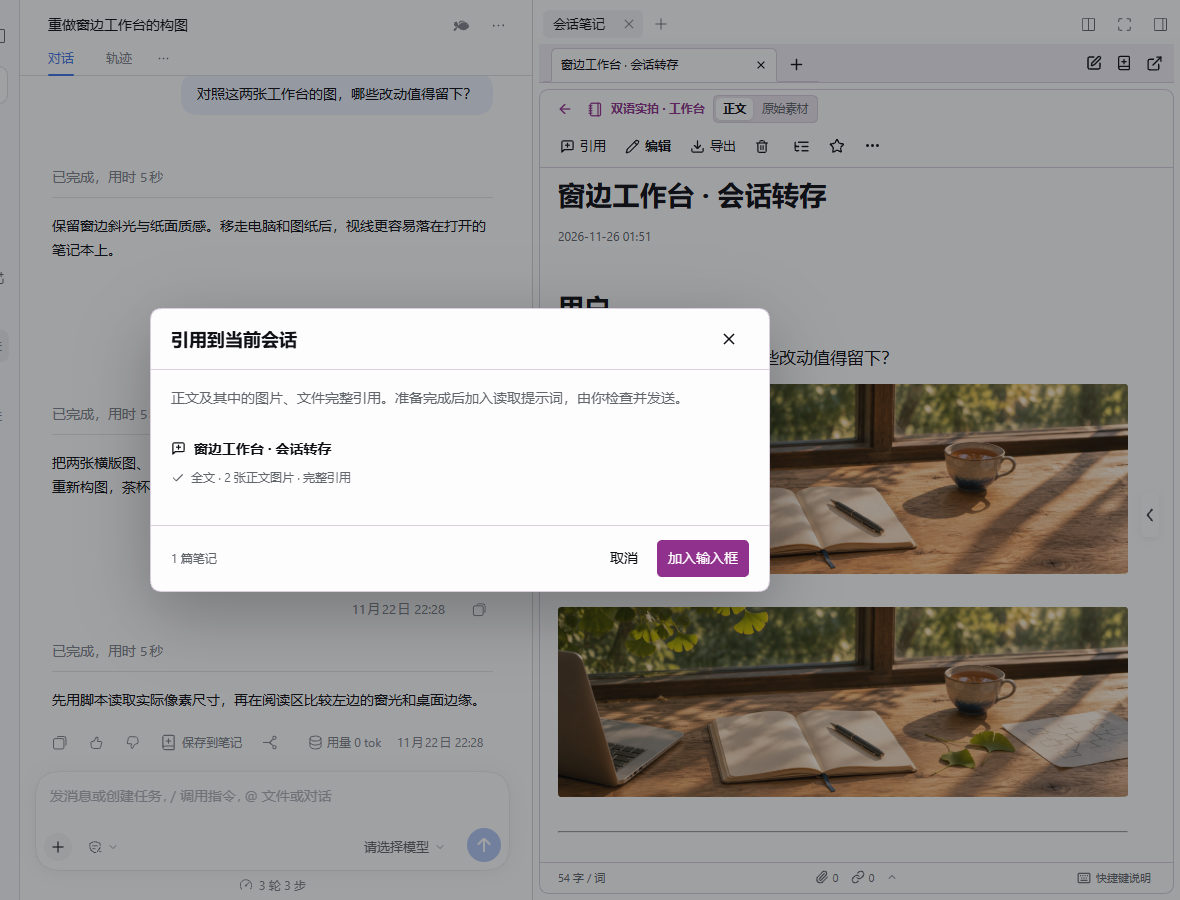 重做窗边工作台的构图
对话
轨迹
对照这两张工作台的图，哪些改动值得留下？
已完成，用时 5 秒
保留窗边斜光与纸面质感。移走电脑和图纸后，视线更容易落在打开的
笔记本上。
已完成，用时 5
把两张横版图、
重新构图，茶杯
11月22日 22:28
已完成，用时 5 秒
先用脚本读取实际像素尺寸，再在阅读区比较左边的窗光和桌面边缘。
保存到笔记
用量 0 tok
11月22日 22:28
发消息或创建任务, / 调用指令, @ 文件或对话
请选择模型
3 轮 3 步
引用到当前会话
正文及其中的图片、文件完整引用。准备完成后加入读取提示词，由你检查并发送。
窗边工作台 · 会话转存
全文 · 2 张正文图片 · 完整引用
1 篇笔记
取消
加入输入框
会话笔记
窗边工作台 · 会话转存
双语实拍 · 工作台
正文
原始素材
引用
编辑
导出
窗边工作台 · 会话转存
2026-11-26 01:51
用户
些改动值得留下？
54 字 / 词
0
0
快捷键说明